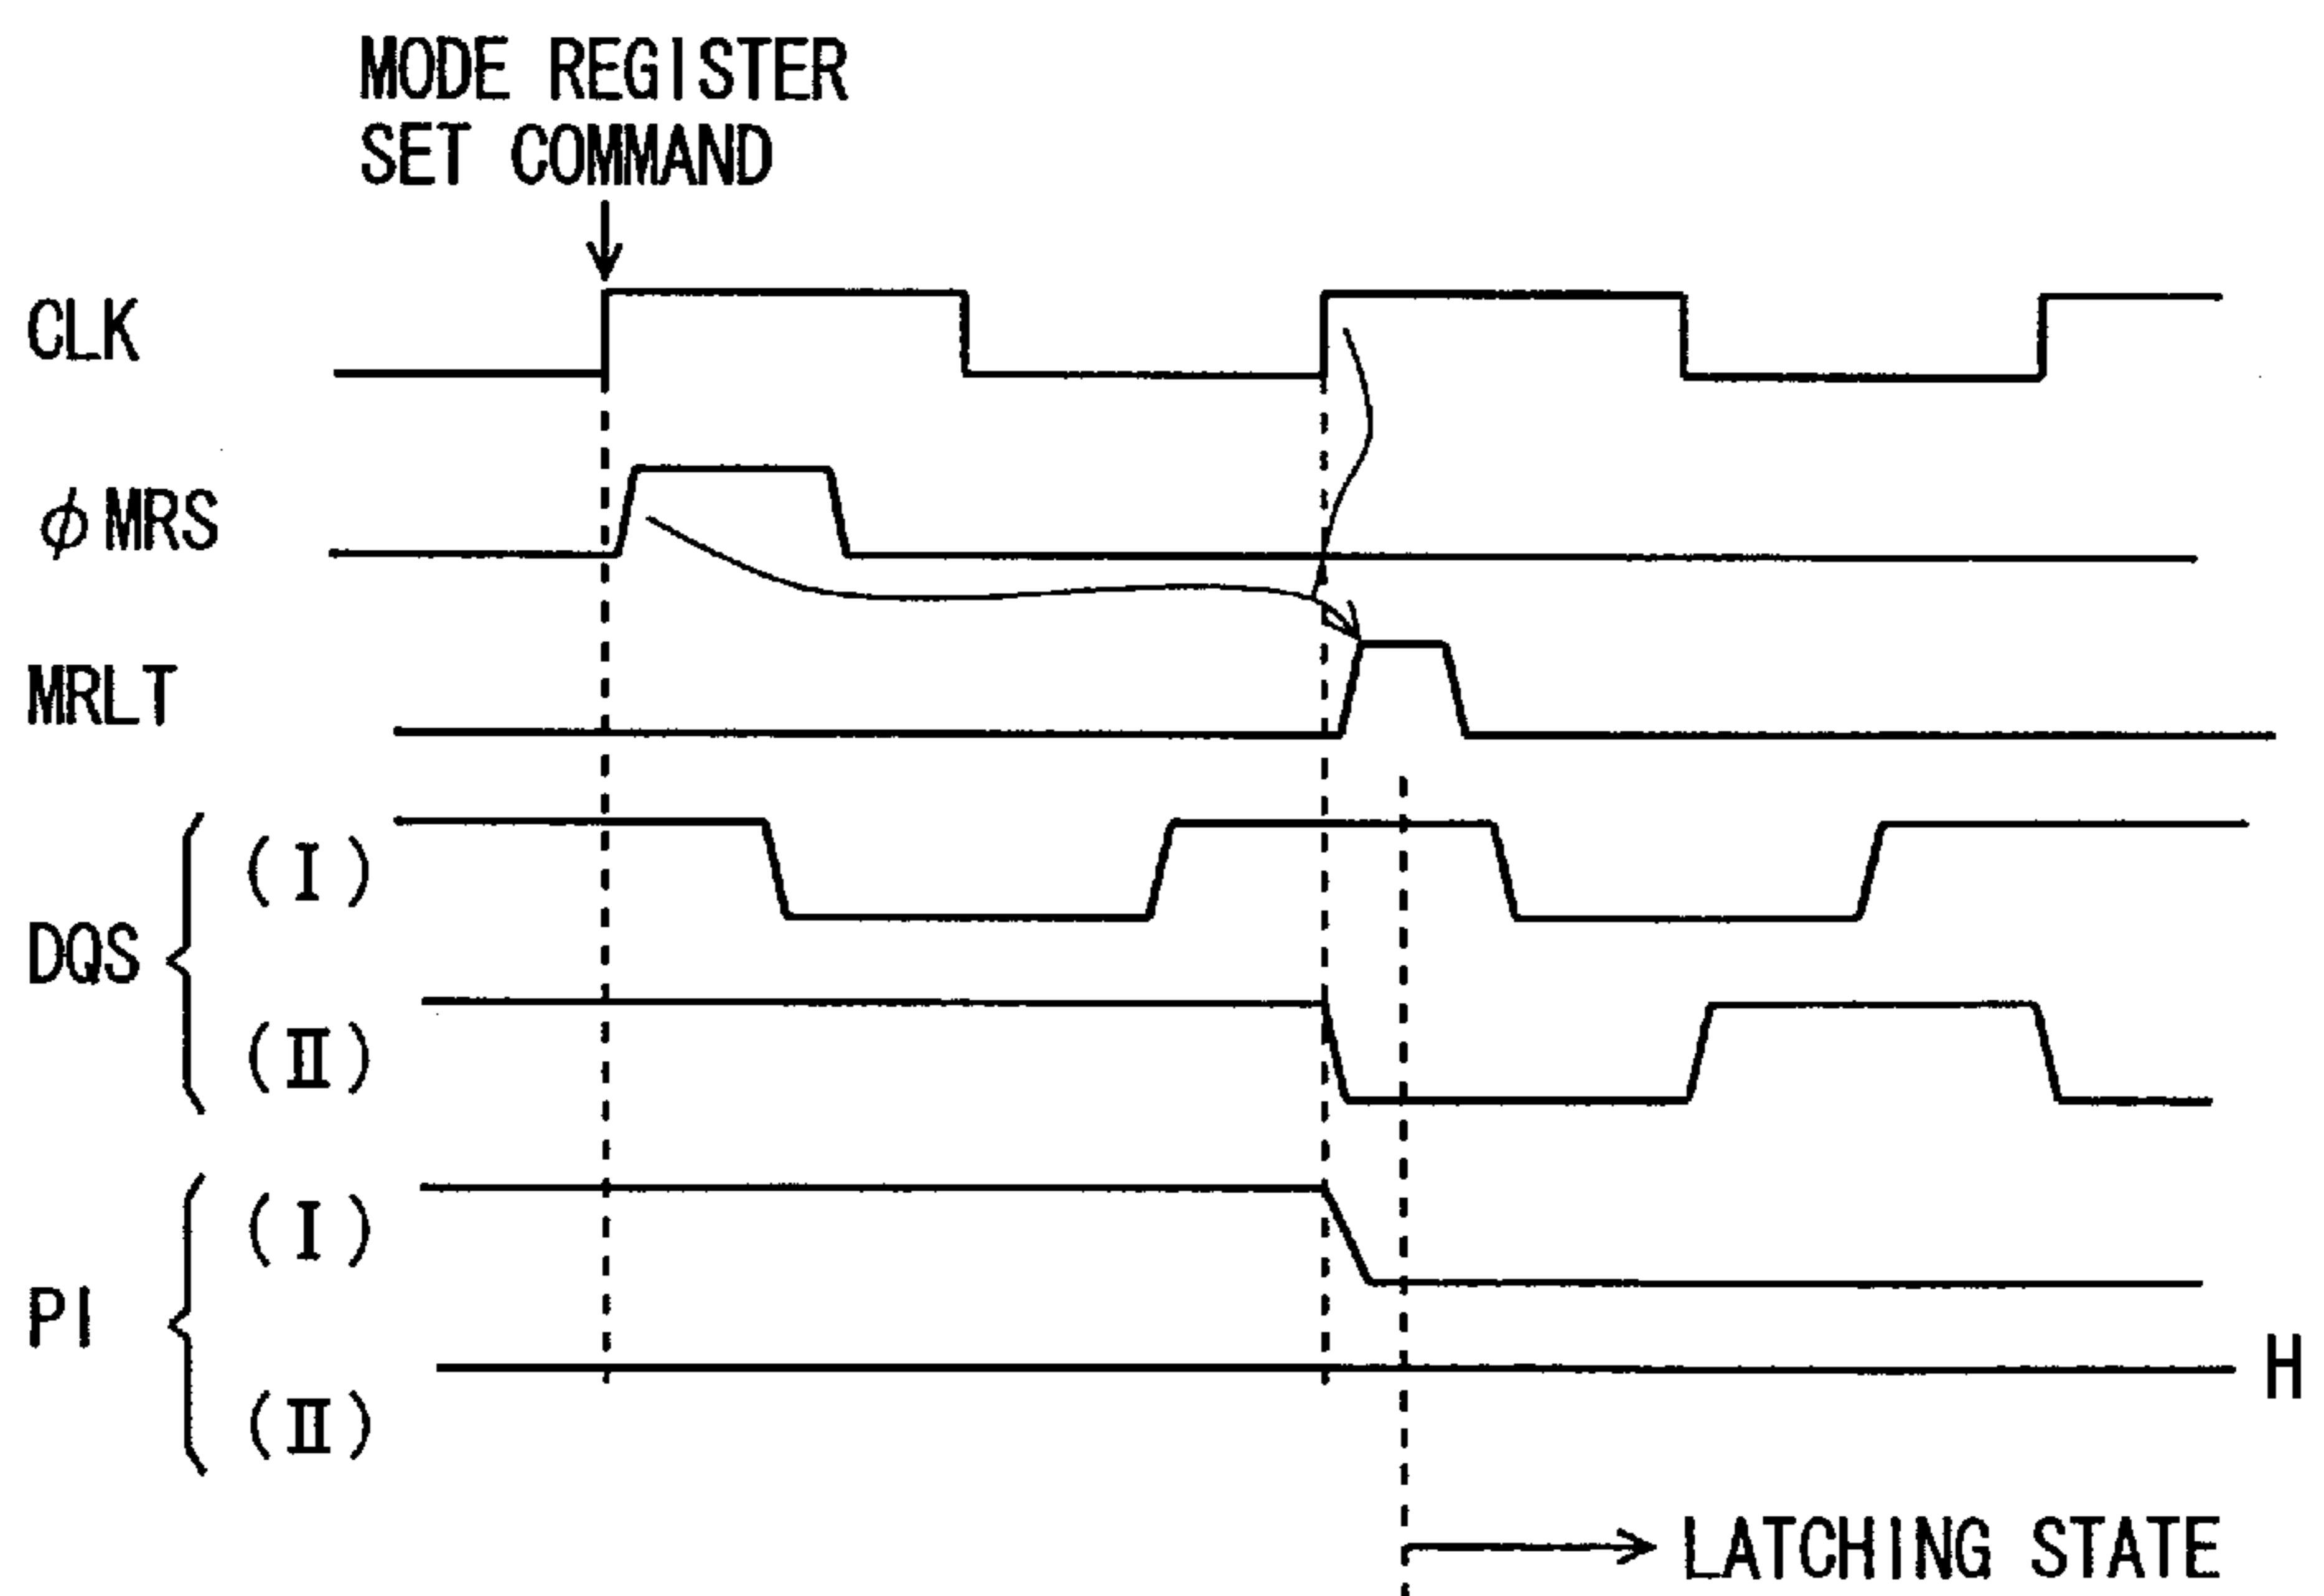 MODE REGISTER
SET COMMAND
CLK
φMRS
MRLT
DQS
(I)
(II)
PI
(I)
(II)
H
LATCHING STATE